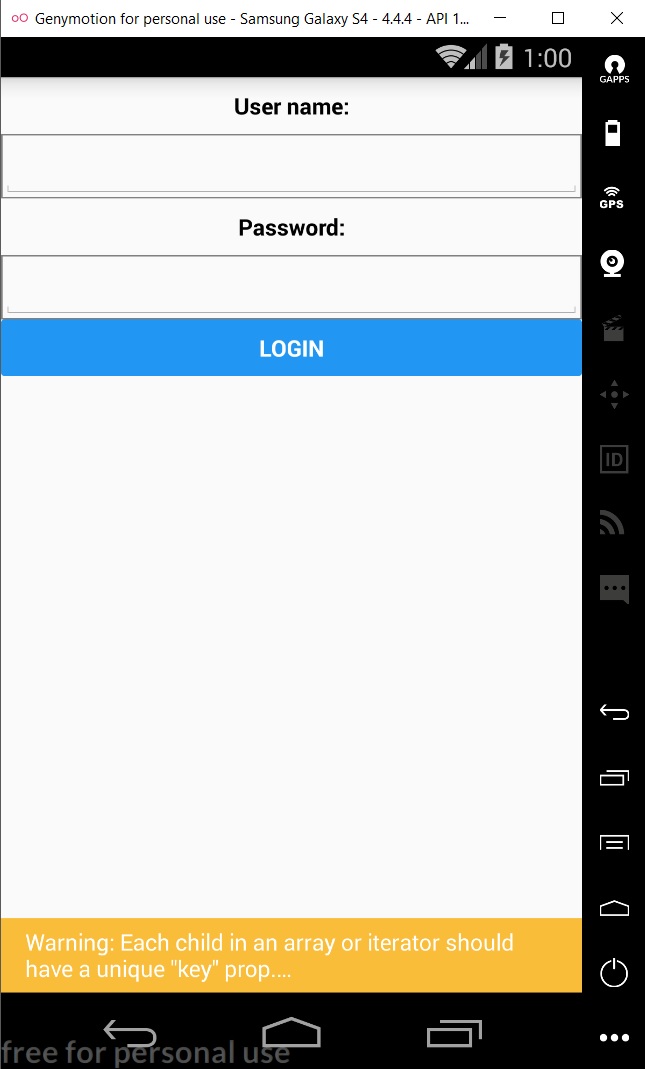 Genymotion for personal use - Samsung Galaxy S4 - 4.4.4 - API 1...
1:00
GAPPS
User name:
GPS
Password:
LOGIN
ID
Warning: Each child in an array or iterator should
have a unique "key" prop....
free for personal use